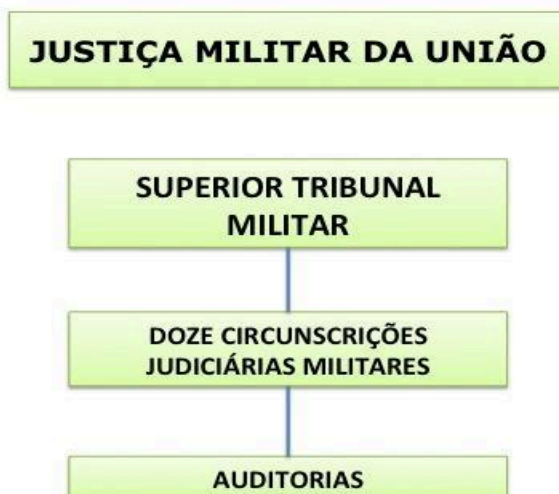 JUSTIÇA MILITAR DA UNIÃO
SUPERIOR TRIBUNAL
MILITAR
DOZE CIRCUNSCRIÇÕES
JUDICIÁRIAS MILITARES
AUDITORIAS